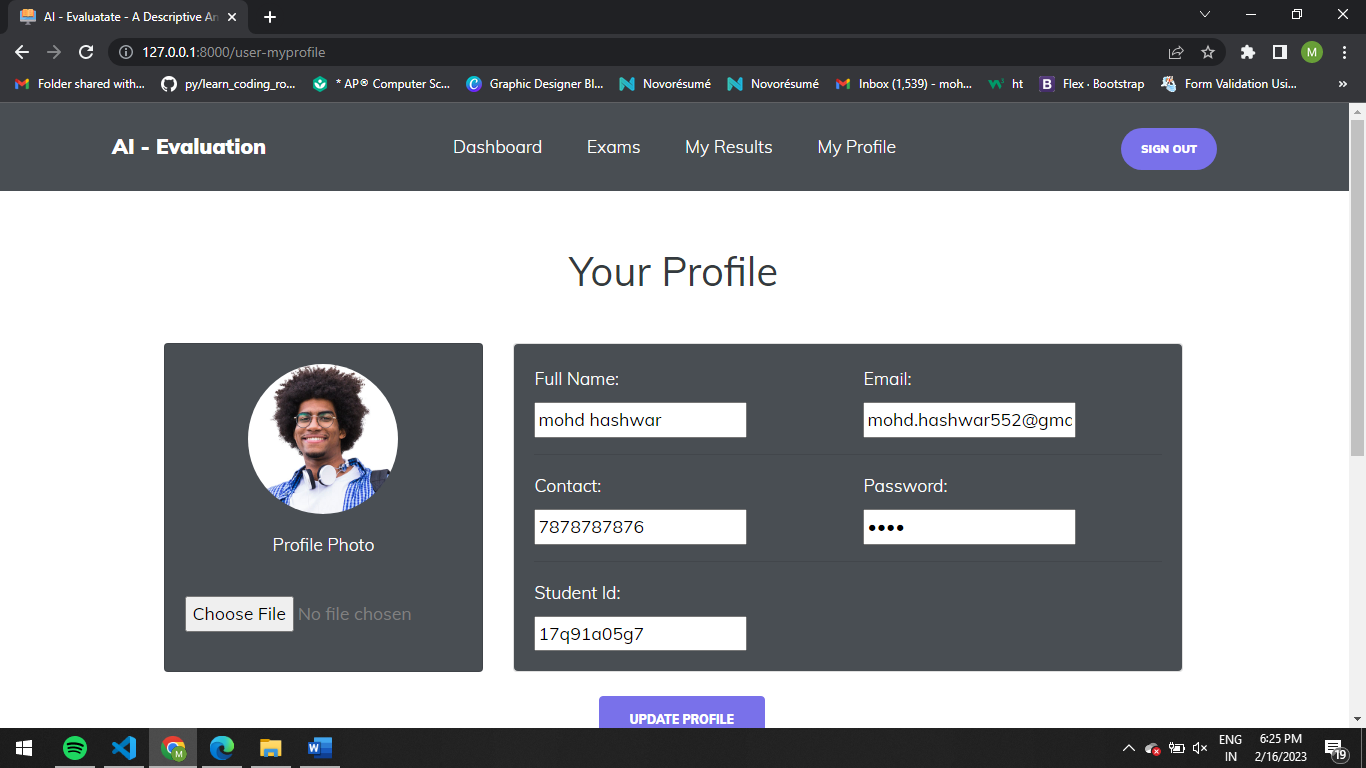 AI - Evaluatate - A Descriptive An
127.0.0.1:8000/user-myprofile
M
Folder shared with... py/learn_coding_ro... * AP® Computer Sc... Graphic Designer Bl... Novorésumé Novorésumé Inbox (1,539) - moh... ht Flex · Bootstrap Form Validation Usi... »
AI - Evaluation Dashboard Exams My Results My Profile SIGN OUT
Your Profile
Profile Photo
Choose File No file chosen
Full Name: Email:
mohd hashwar mohd.hashwar552@gma
Contact: Password:
7878787876 ••••
Student Id:
17q91a05g7
UPDATE PROFILE
ENG 6:25 PM
IN 2/16/2023 19